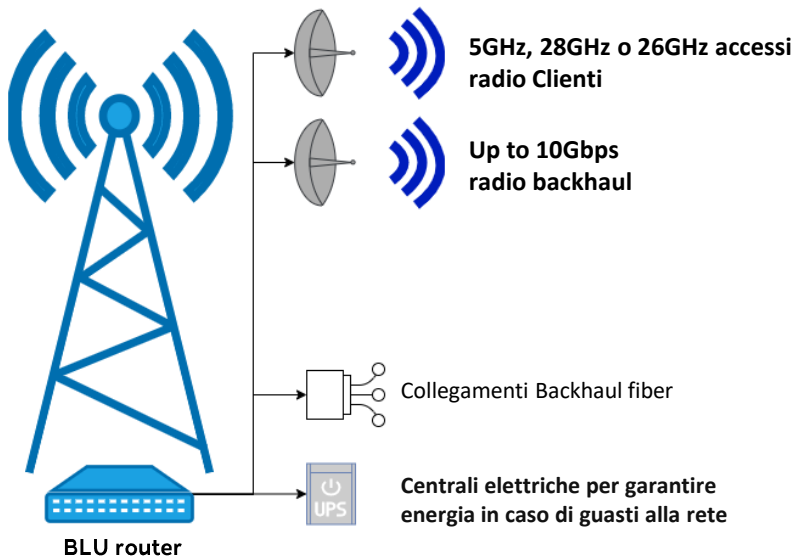 5GHz, 28GHz o 26GHz accessi
radio Clienti
Up to 10Gbps
radio backhaul
Collegamenti Backhaul fiber
UPS
Centrali elettriche per garantire
energia in caso di guasti alla rete
BLU router